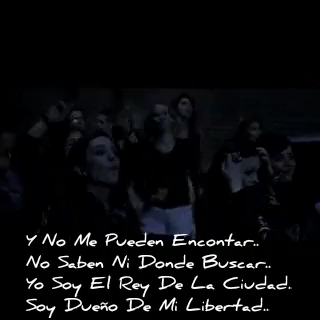 Y No Me Pueden Encontar..
No Saben Ni Donde Buscar..
Yo Soy El Rey De La Ciudad.
Soy Dueño De Mi Libertad..